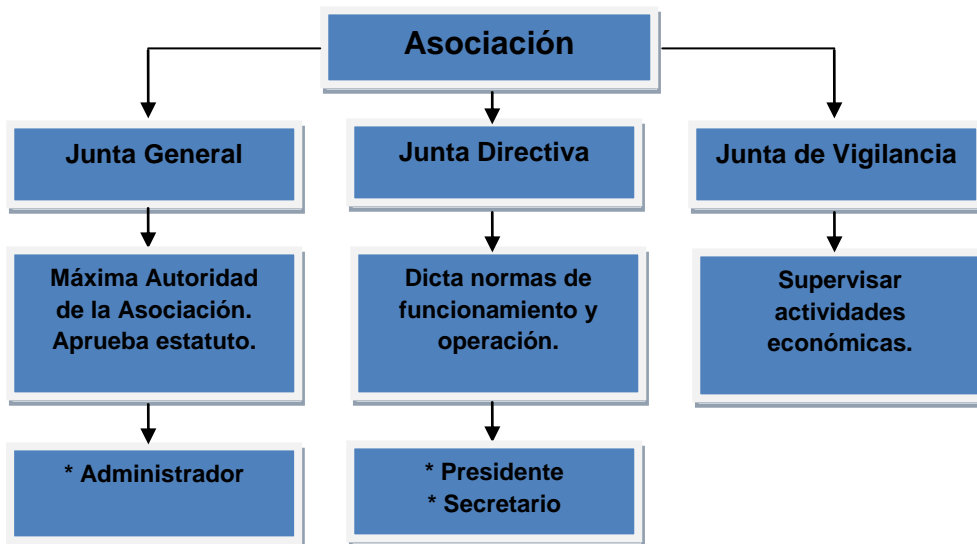 Asociación
Junta General
Junta Directiva
Junta de Vigilancia
Máxima Autoridad
de la Asociación.
Aprueba estatuto.
Dicta normas de
funcionamiento y
operación.
Supervisar
actividades
económicas.
* Administrador
* Presidente
* Secretario